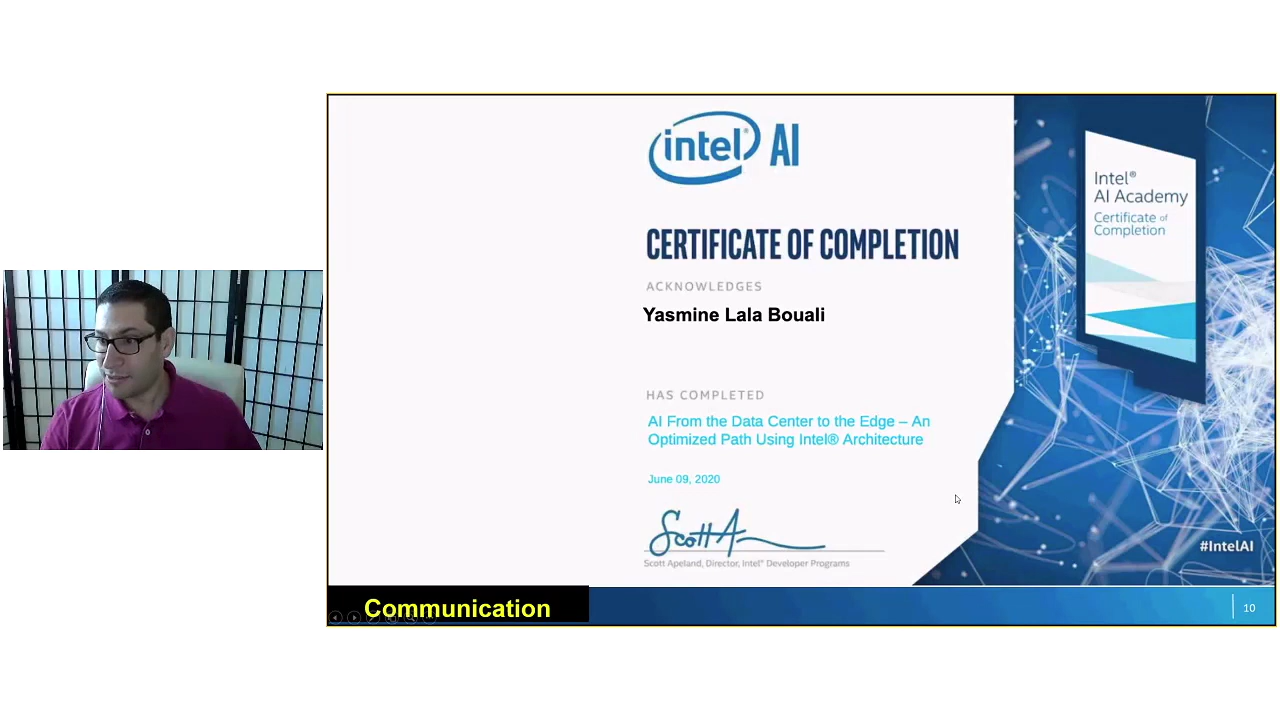 intel® AI
CERTIFICATE OF COMPLETION
ACKNOWLEDGES
Yasmine Lala Bouali
HAS COMPLETED
AI From the Data Center to the Edge – An
Optimized Path Using Intel® Architecture
June 09, 2020
Scott A
Scott Apeland, Director, Intel® Developer Programs
Intel®
AI Academy
Certificate of
Completion
#IntelAI
Communication
10